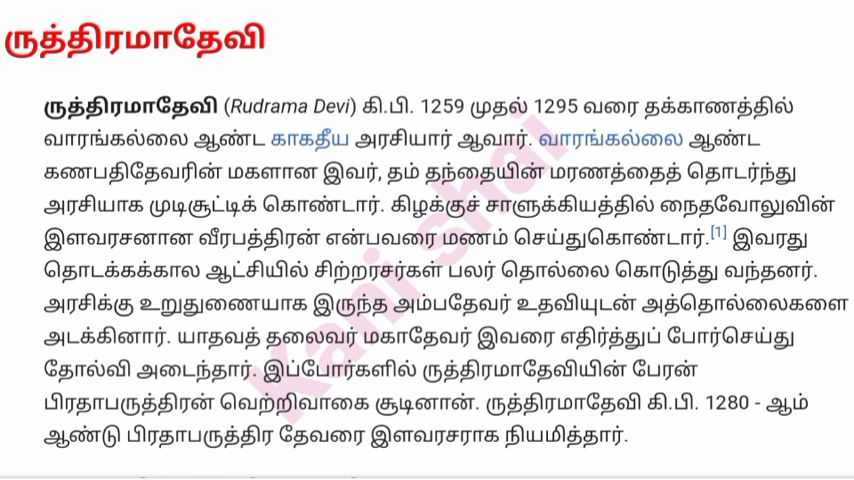 ருத்திரமாதேவி
ருத்திரமாதேவி (Rudrama Devi) கி.பி. 1259 முதல் 1295 வரை தக்காணத்தில்
வாரங்கல்லை ஆண்ட காகதீய அரசியார் ஆவார். வாரங்கல்லை ஆண்ட
கணபதிதேவரின் மகளான இவர், தம் தந்தையின் மரணத்தைத் தொடர்ந்து
அரசியாக முடிசூட்டிக் கொண்டார். கிழக்குச் சாளுக்கியத்தில் நைதவோலுவின்
இளவரசனான வீரபத்திரன் என்பவரை மணம் செய்துகொண்டார்.[1] இவரது
தொடக்கக்கால ஆட்சியில் சிற்றரசர்கள் பலர் தொல்லை கொடுத்து வந்தனர்.
அரசிக்கு உறுதுணையாக இருந்த அம்பதேவர் உதவியுடன் அத்தொல்லைகளை
அடக்கினார். யாதவத் தலைவர் மகாதேவர் இவரை எதிர்த்துப் போர்செய்து
தோல்வி அடைந்தார். இப்போர்களில் ருத்திரமாதேவியின் பேரன்
பிரதாபருத்திரன் வெற்றிவாகை சூடினான். ருத்திரமாதேவி கி.பி. 1280 - ஆம்
ஆண்டு பிரதாபருத்திர தேவரை இளவரசராக நியமித்தார்.
Kani shai